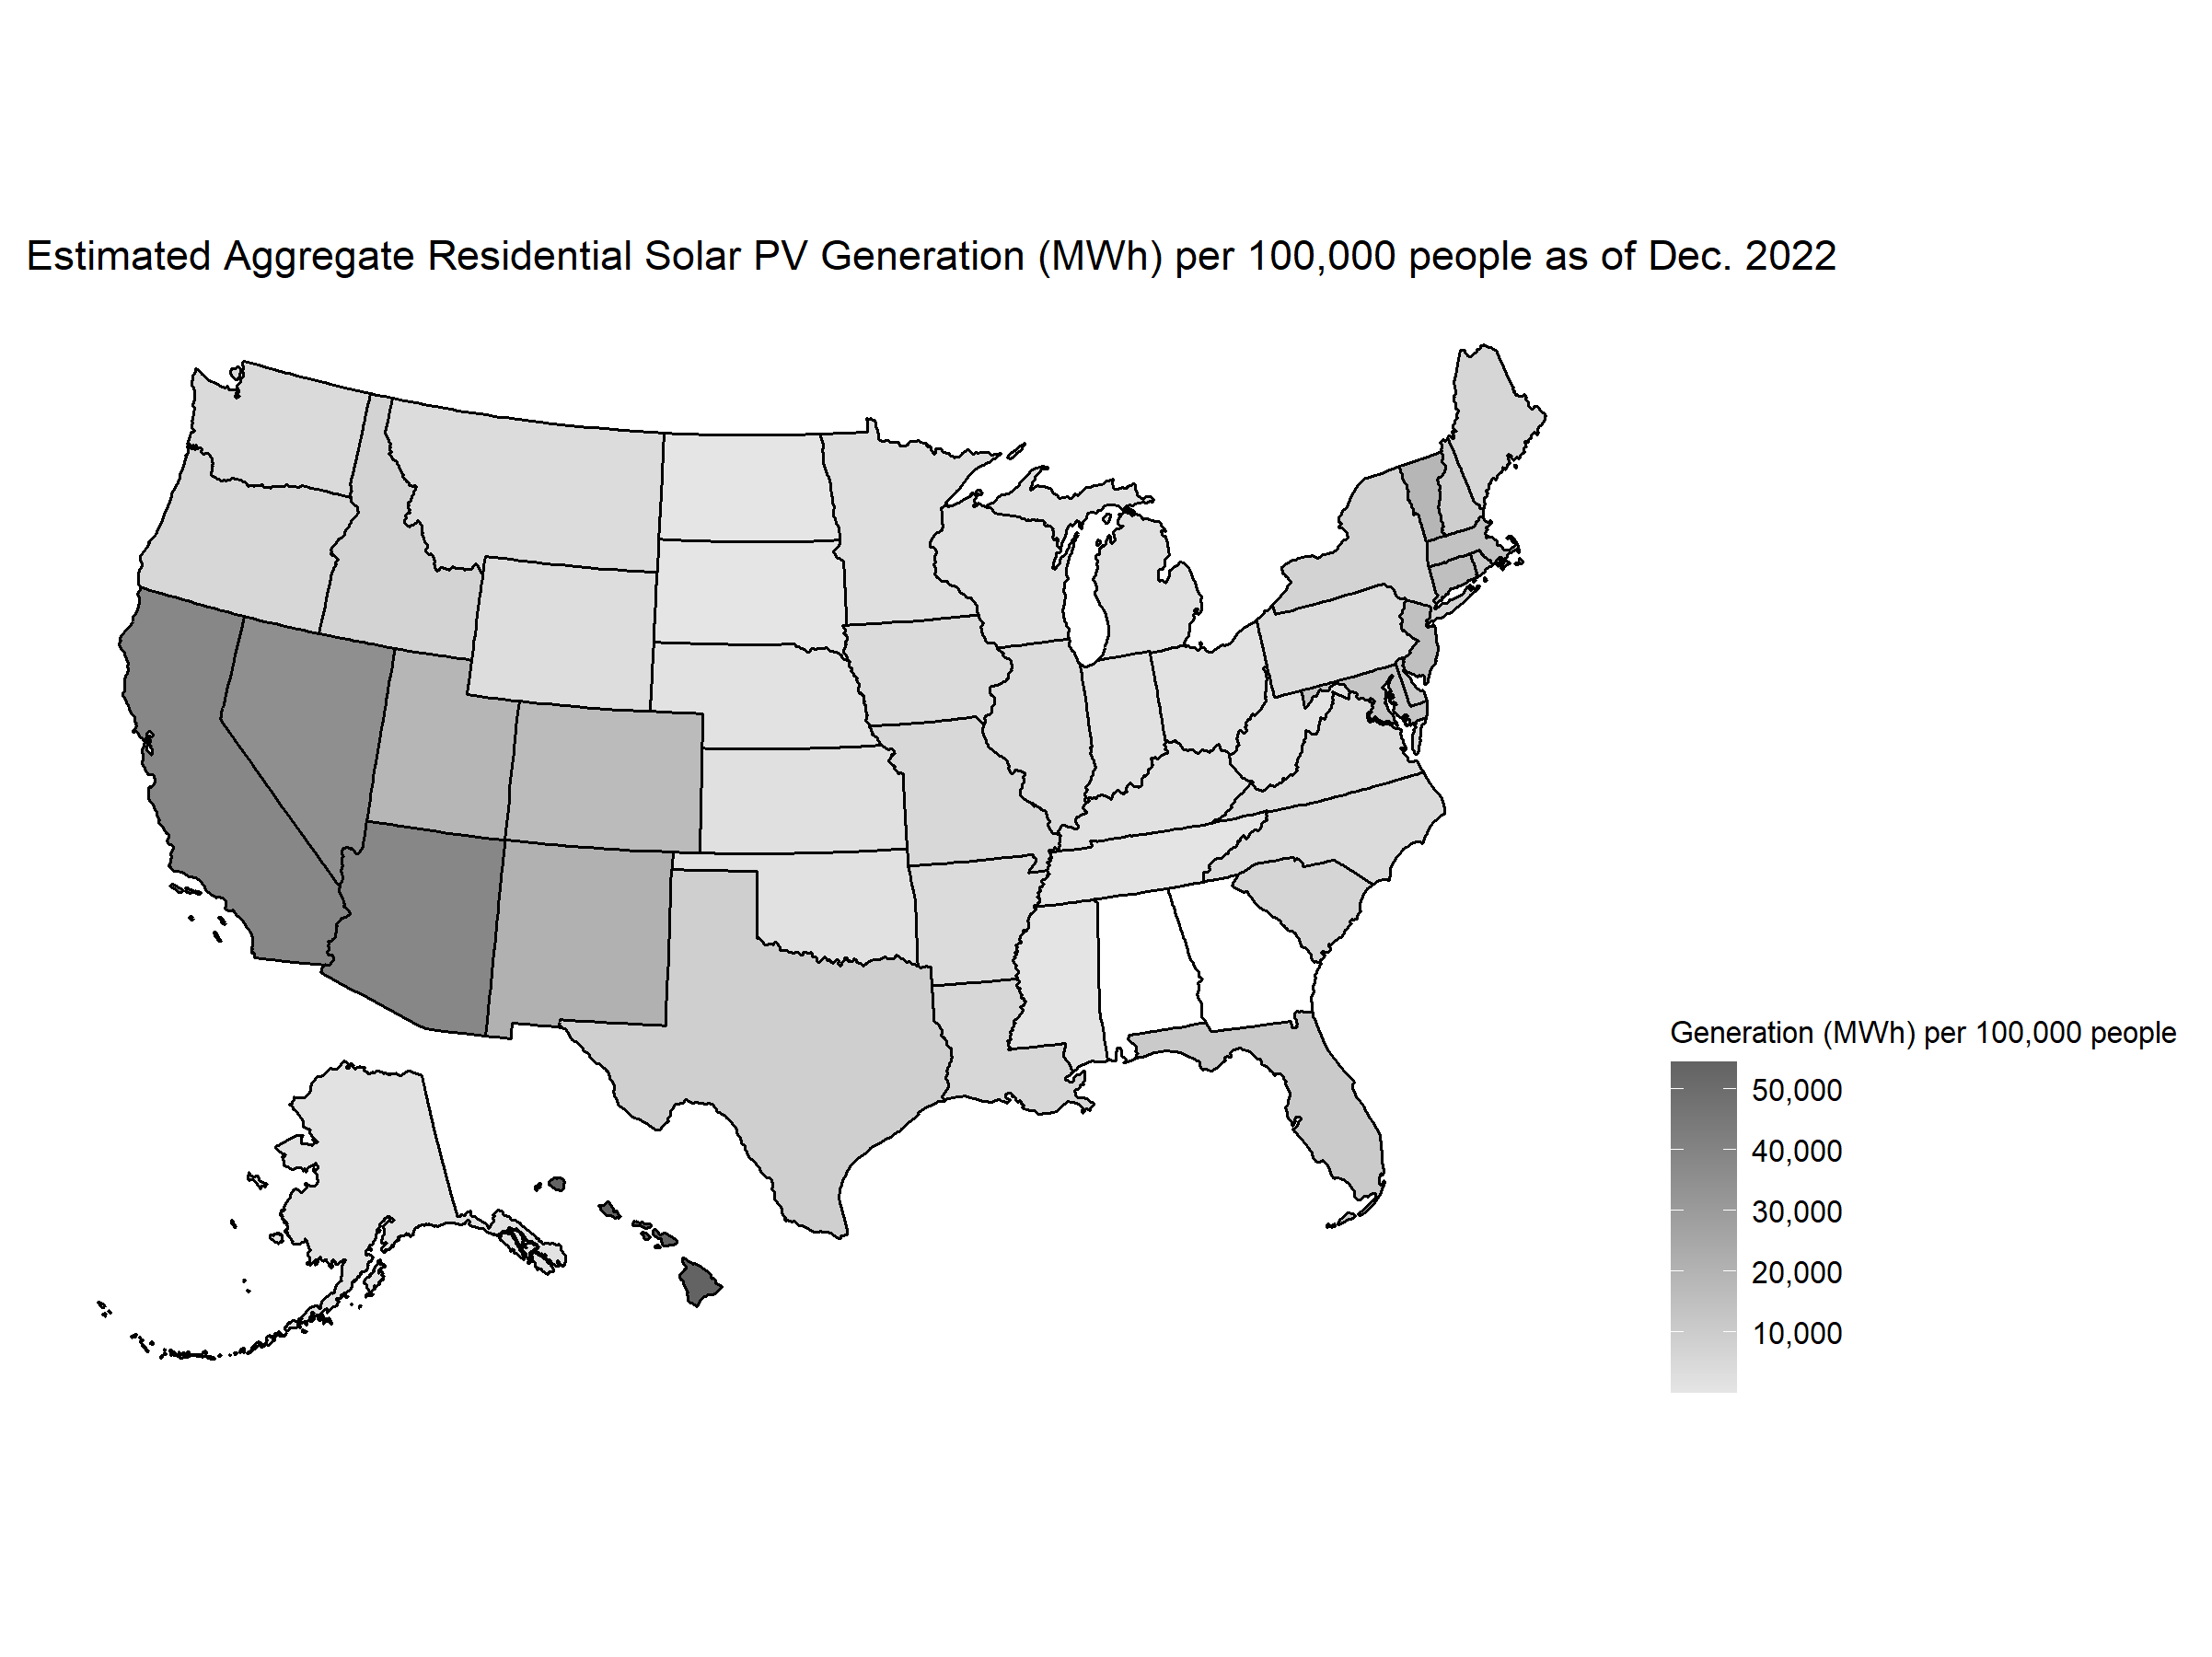 Estimated Aggregate Residential Solar PV Generation (MWh) per 100,000 people as of Dec. 2022
Generation (MWh) per 100,000 people
50,000
40,000
30,000
20,000
10,000